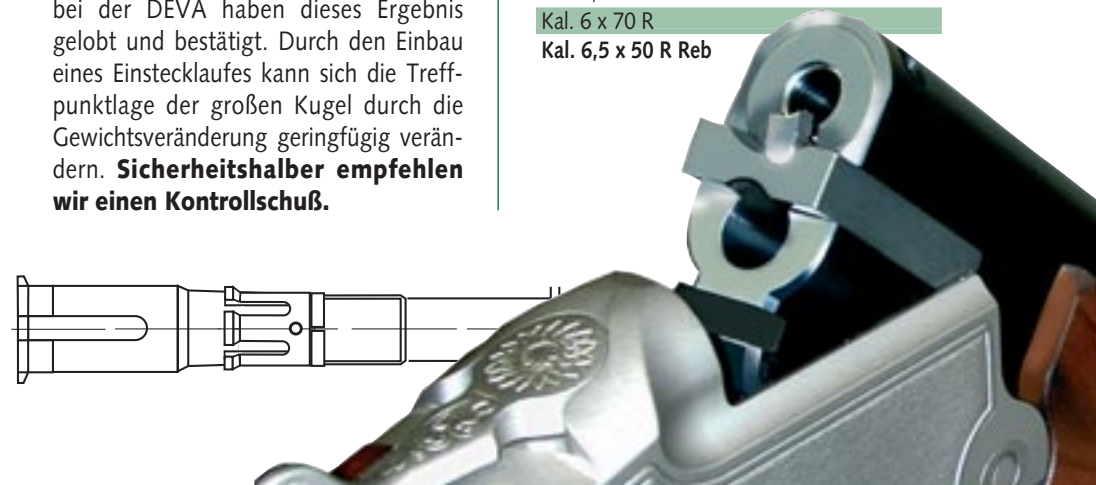 bei der DEVA haben dieses Ergebnis
gelobt und bestätigt. Durch den Einbau
eines Einstecklaufes kann sich die Treff-
punktlage der großen Kugel durch die
Gewichtsveränderung geringfügig verän-
dern. Sicherheitshalber empfehlen
wir einen Kontrollschuß.
Kal. 6 x 70 R
Kal. 6,5 x 50 R Reb